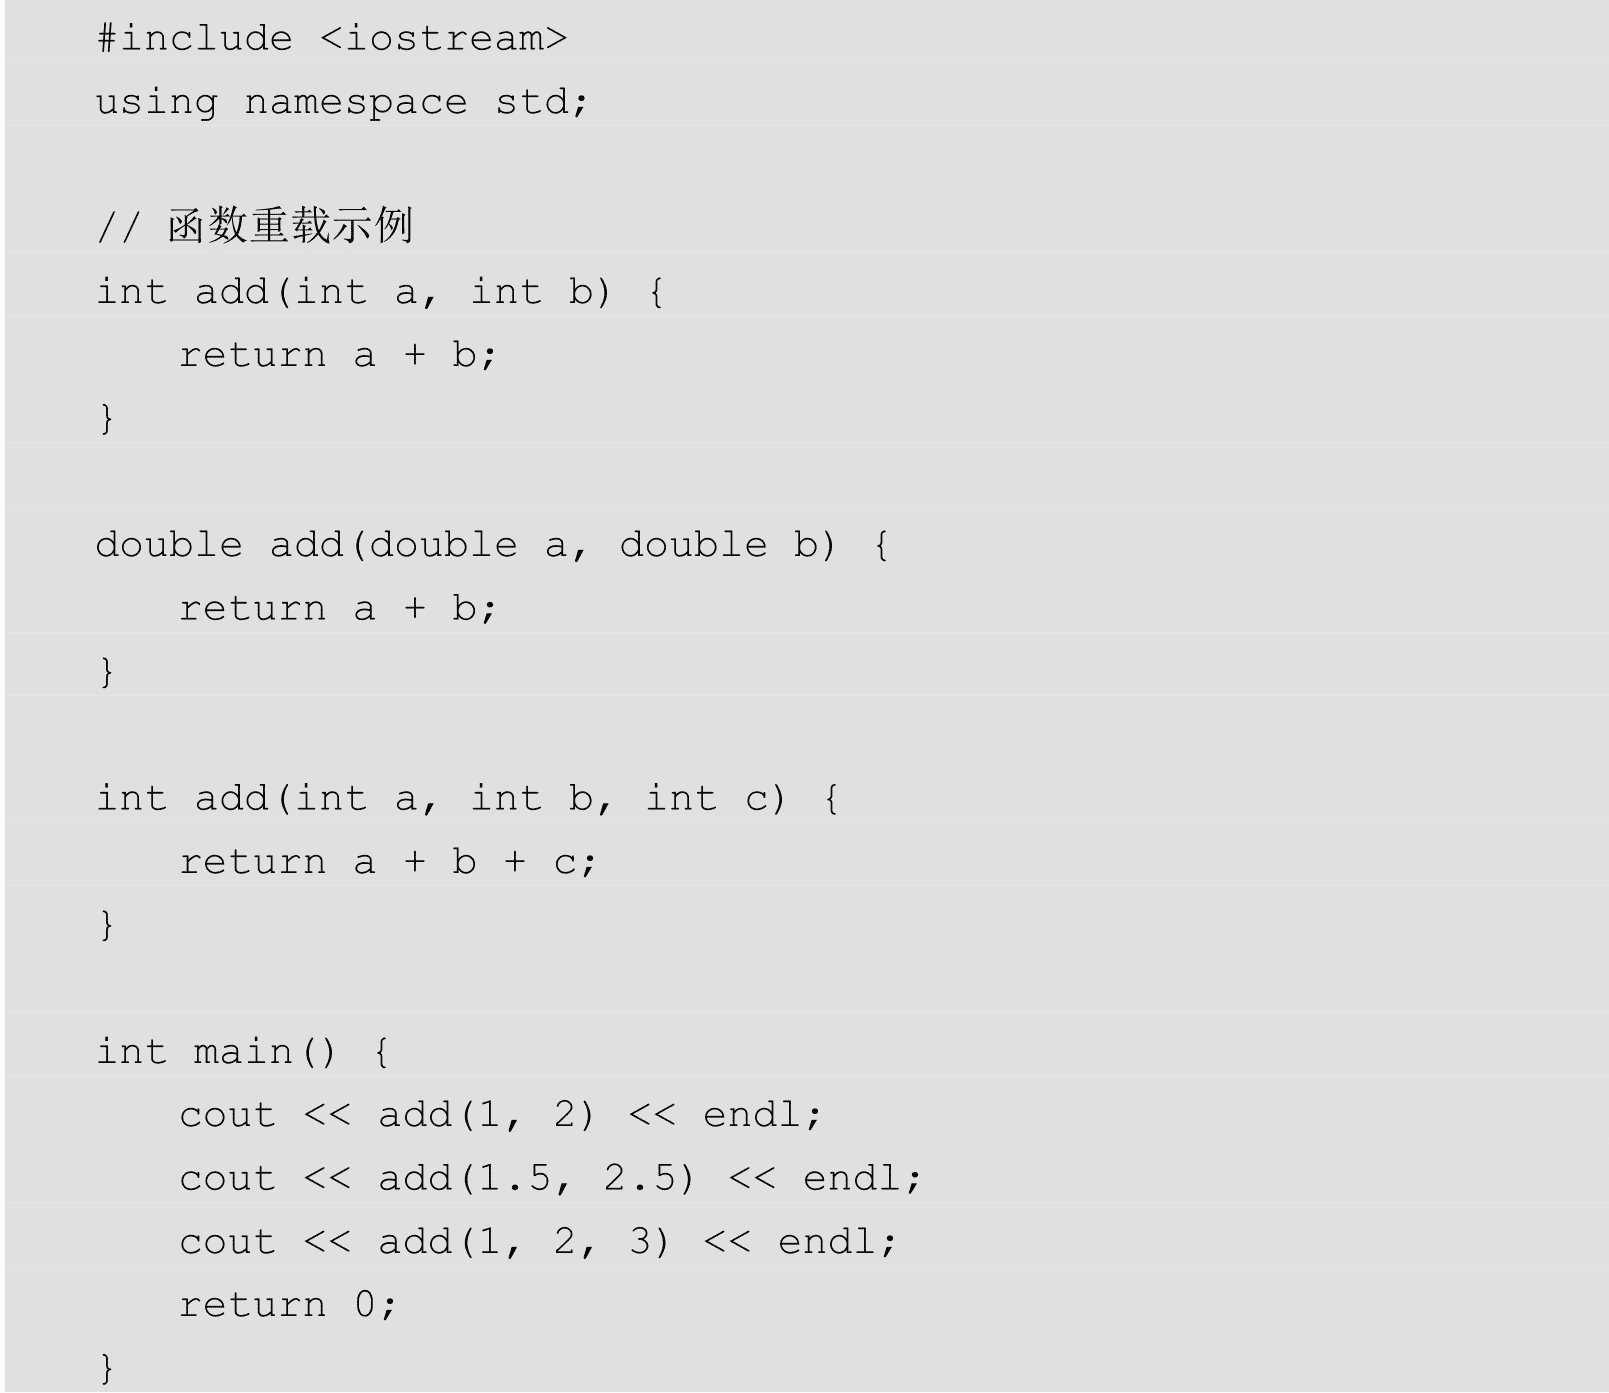 #include <iostream>
using namespace std;
// 函数重载示例
int add(int a, int b) {
return a + b;
}
double add(double a, double b) {
return a + b;
}
int add(int a, int b, int c) {
return a + b + c;
}
int main() {
cout << add(1, 2) << endl;
cout << add(1.5, 2.5) << endl;
cout << add(1, 2, 3) << endl;
return 0;
}